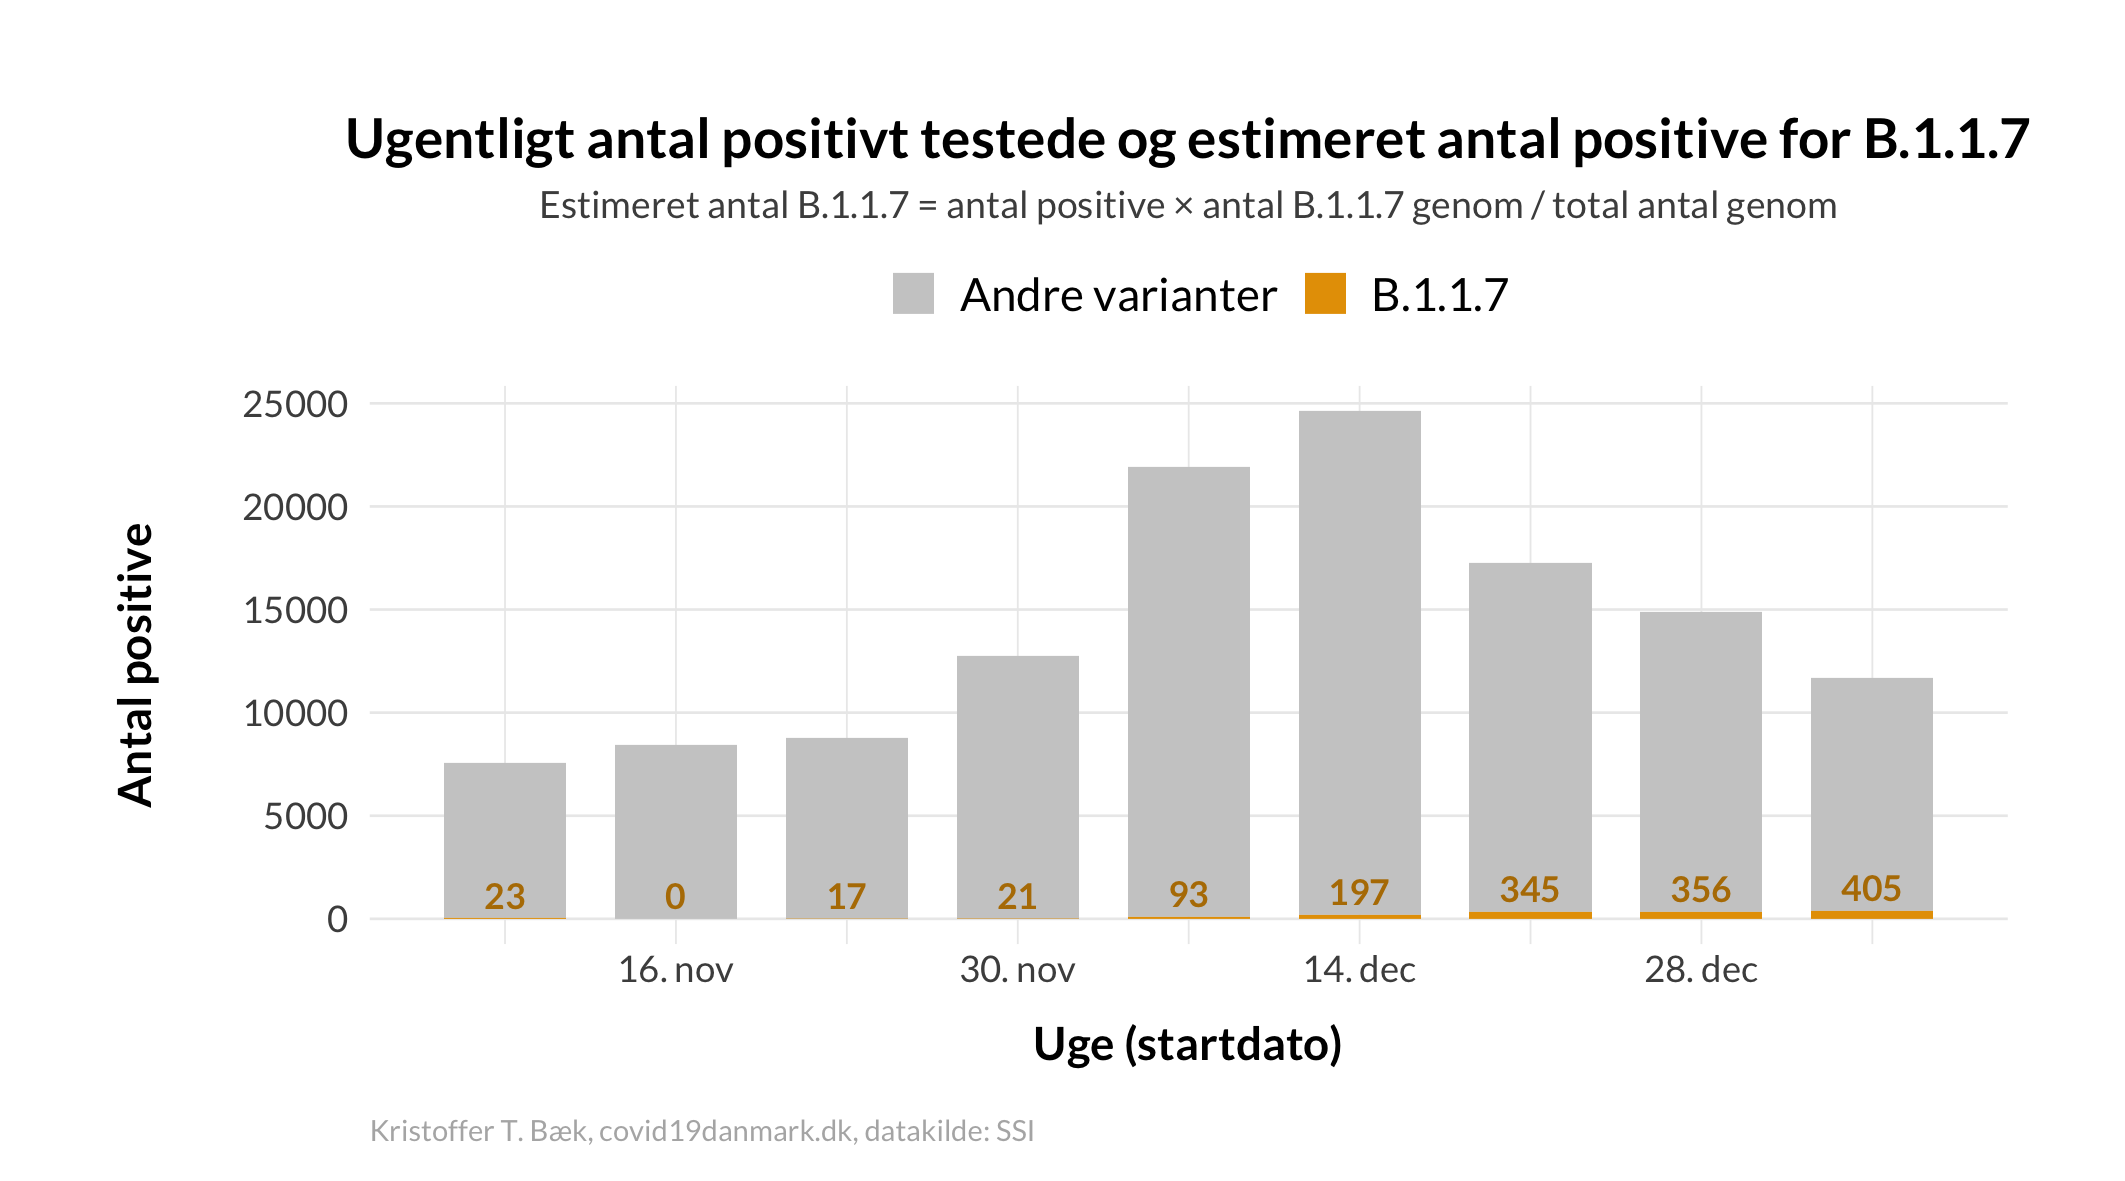 Ugentligt antal positivt testede og estimeret antal positive for B.1.1.7
Estimeret antal B.1.1.7 = antal positive × antal B.1.1.7 genom / total antal genom
Andre varianter B.1.1.7
Antal positive
25000
20000
15000
10000
5000
0
23 0 17 21 93 197 345 356 405
16. nov 30. nov 14. dec 28. dec
Uge (startdato)
Kristoffer T. Bæk, covid19danmark.dk, datakilde: SSI